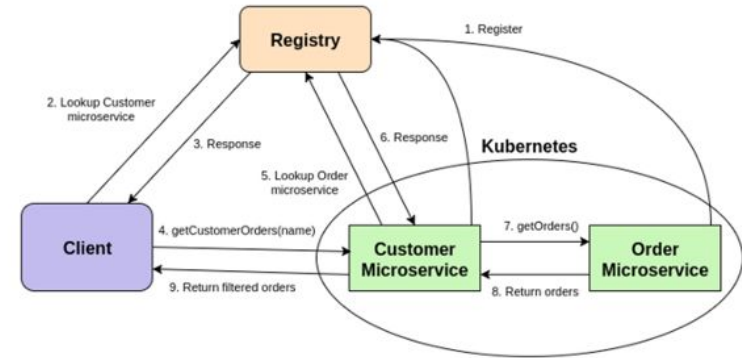 Registry
1. Register
2. Lookup Customer
microservice
3. Response
6. Response
Kubernetes
5. Lookup Order
microservice
Client
4. getCustomerOrders(name)
Customer
Microservice
7. getOrders()
Order
Microservice
9. Return filtered orders
8. Return orders